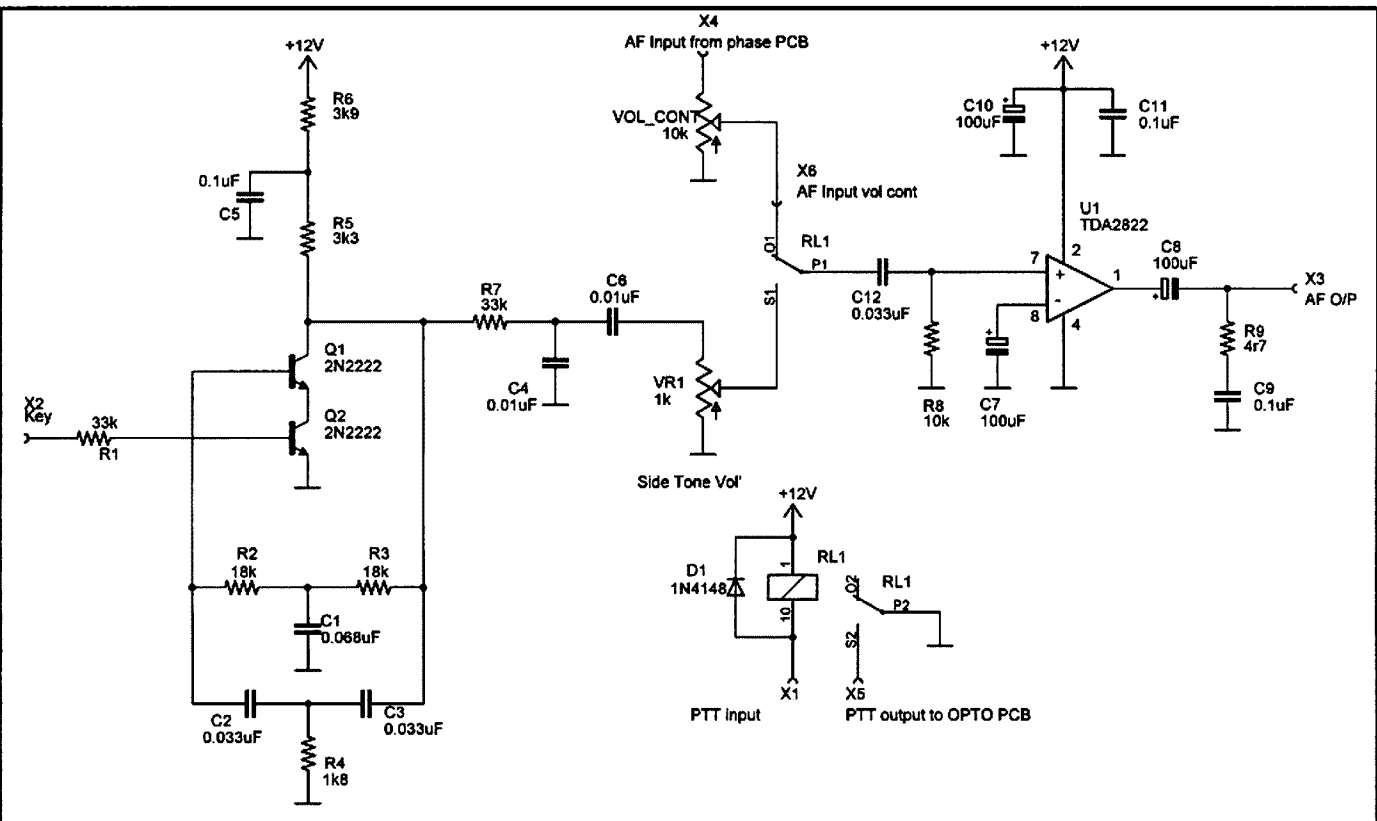 X4
AF Input from phase PCB
+12V
R6
3k9
0.1uF
C5
R5
3k3
VOL_CONT
10k
X6
AF Input vol cont
+12V
C10
+
100uF
C11
0.1uF
U1
TDA2822
O1
RL1
P1
S1
C12
0.033uF
7
+
2
1
-
8
4
C8
100uF
+
X3
AF O/P
R9
4r7
C9
0.1uF
R8
10k
+
C7
100uF
R7
33k
C6
0.01uF
C4
0.01uF
VR1
1k
Side Tone Vol'
Q1
2N2222
Q2
2N2222
X2
Key
33k
R1
R2
18k
R3
18k
C1
0.068uF
C2
0.033uF
C3
0.033uF
R4
1k8
+12V
D1
1N4148
1
RL1
10
X1
PTT input
O2
RL1
P2
S2
X5
PTT output to OPTO PCB